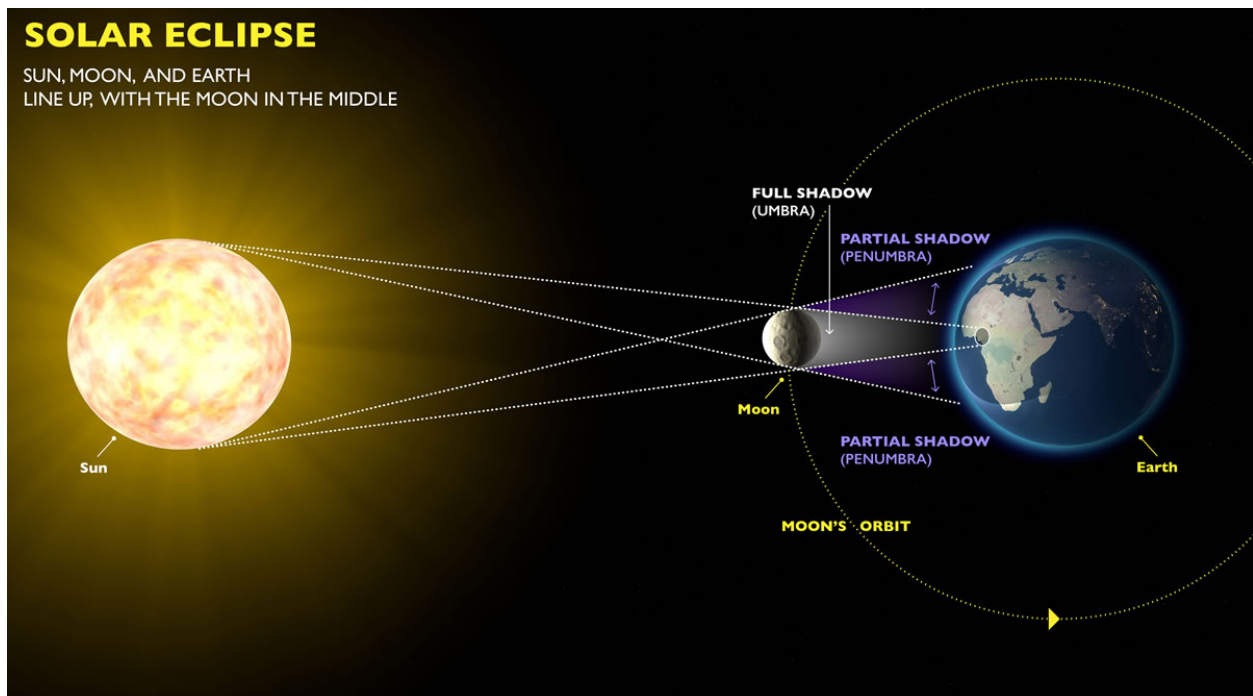 SOLAR ECLIPSE
SUN, MOON, AND EARTH
LINE UP, WITH THE MOON IN THE MIDDLE
FULL SHADOW
(UMBRA)
PARTIAL SHADOW
(PENUMBRA)
Moon
PARTIAL SHADOW
(PENUMBRA)
Sun
Earth
MOON'S ORBIT